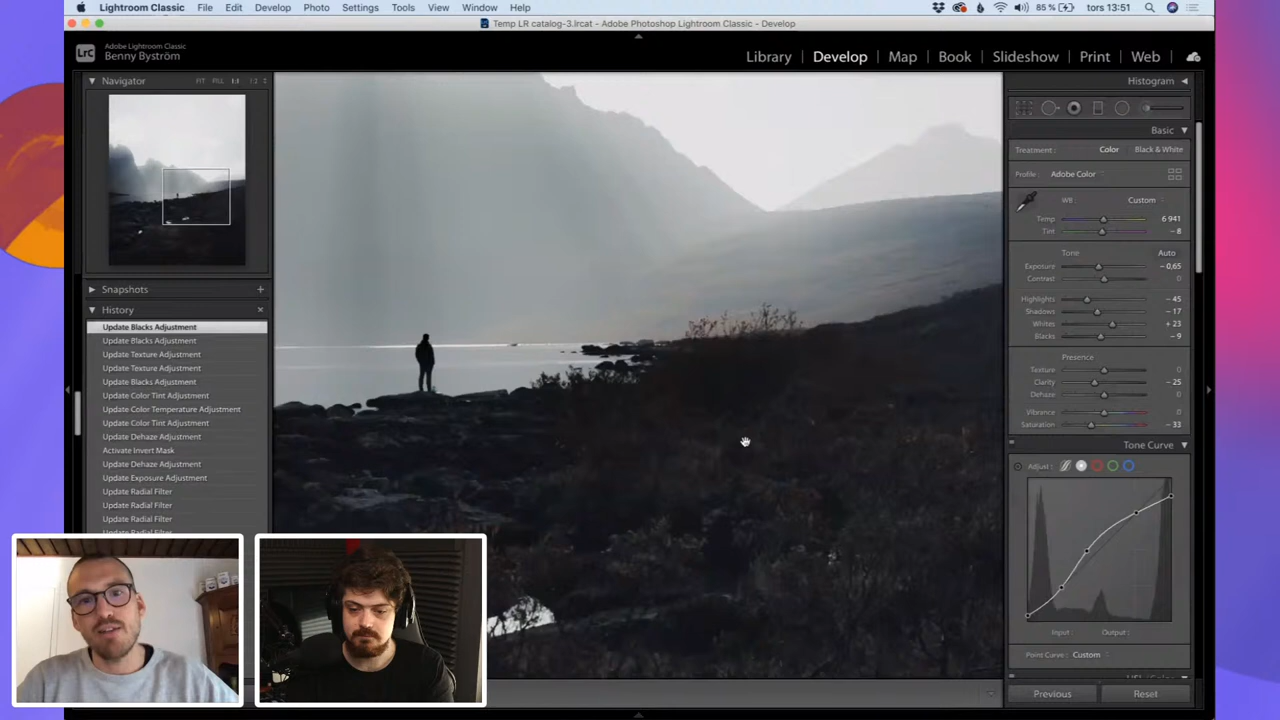 Lightroom Classic File Edit Develop Photo Settings Tools View Window Help 85 % tors 13:51
Temp LR catalog-3.lrcat - Adobe Photoshop Lightroom Classic - Develop
LrC
Adobe Lightroom Classic
Benny Byström
Library Develop Map Book Slideshow Print Web
Navigator FIT FILL 1:1
Snapshots
History
Update Blacks Adjustment
Update Blacks Adjustment
Update Texture Adjustment
Update Texture Adjustment
Update Blacks Adjustment
Update Color Tint Adjustment
Update Color Temperature Adjustment
Update Color Tint Adjustment
Update Dehaze Adjustment
Activate Invert Mask
Update Dehaze Adjustment
Update Exposure Adjustment
Update Radial Filter
Update Radial Filter
Update Radial Filter
Update Radial Filter
Histogram
Basic
Treatment : Color Black & White
Profile : Adobe Color
WB : Custom
Temp 6 941
Tint - 8
Tone Auto
Exposure - 0,65
Contrast 0
Highlights - 45
Shadows - 17
Whites + 23
Blacks - 9
Presence
Texture 0
Clarity - 25
Dehaze 0
Vibrance 0
Saturation - 33
Tone Curve
Adjust :
Input : Output :
Point Curve : Custom
Previous Reset